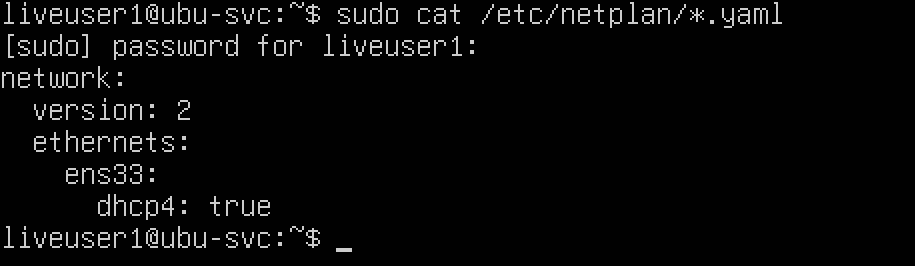 liveuser1@ubu-svc:~$ sudo cat /etc/netplan/*.yaml
[sudo] password for liveuser1:
network:
  version: 2
  ethernets:
    ens33:
      dhcp4: true
liveuser1@ubu-svc:~$ _